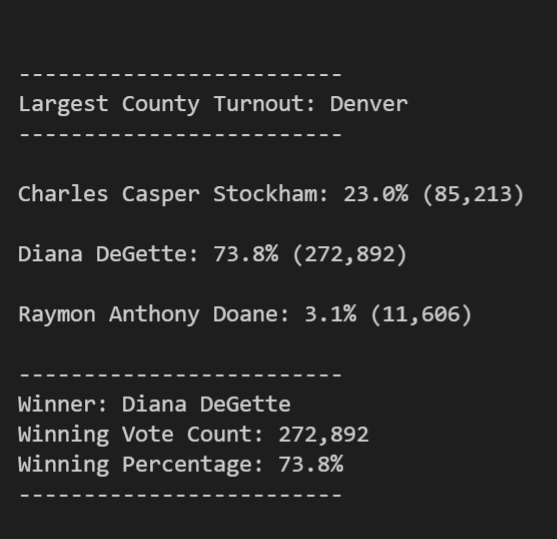 -------------------------
Largest County Turnout: Denver
-------------------------
Charles Casper Stockham: 23.0% (85,213)
Diana DeGette: 73.8% (272,892)
Raymon Anthony Doane: 3.1% (11,606)
-------------------------
Winner: Diana DeGette
Winning Vote Count: 272,892
Winning Percentage: 73.8%
-------------------------